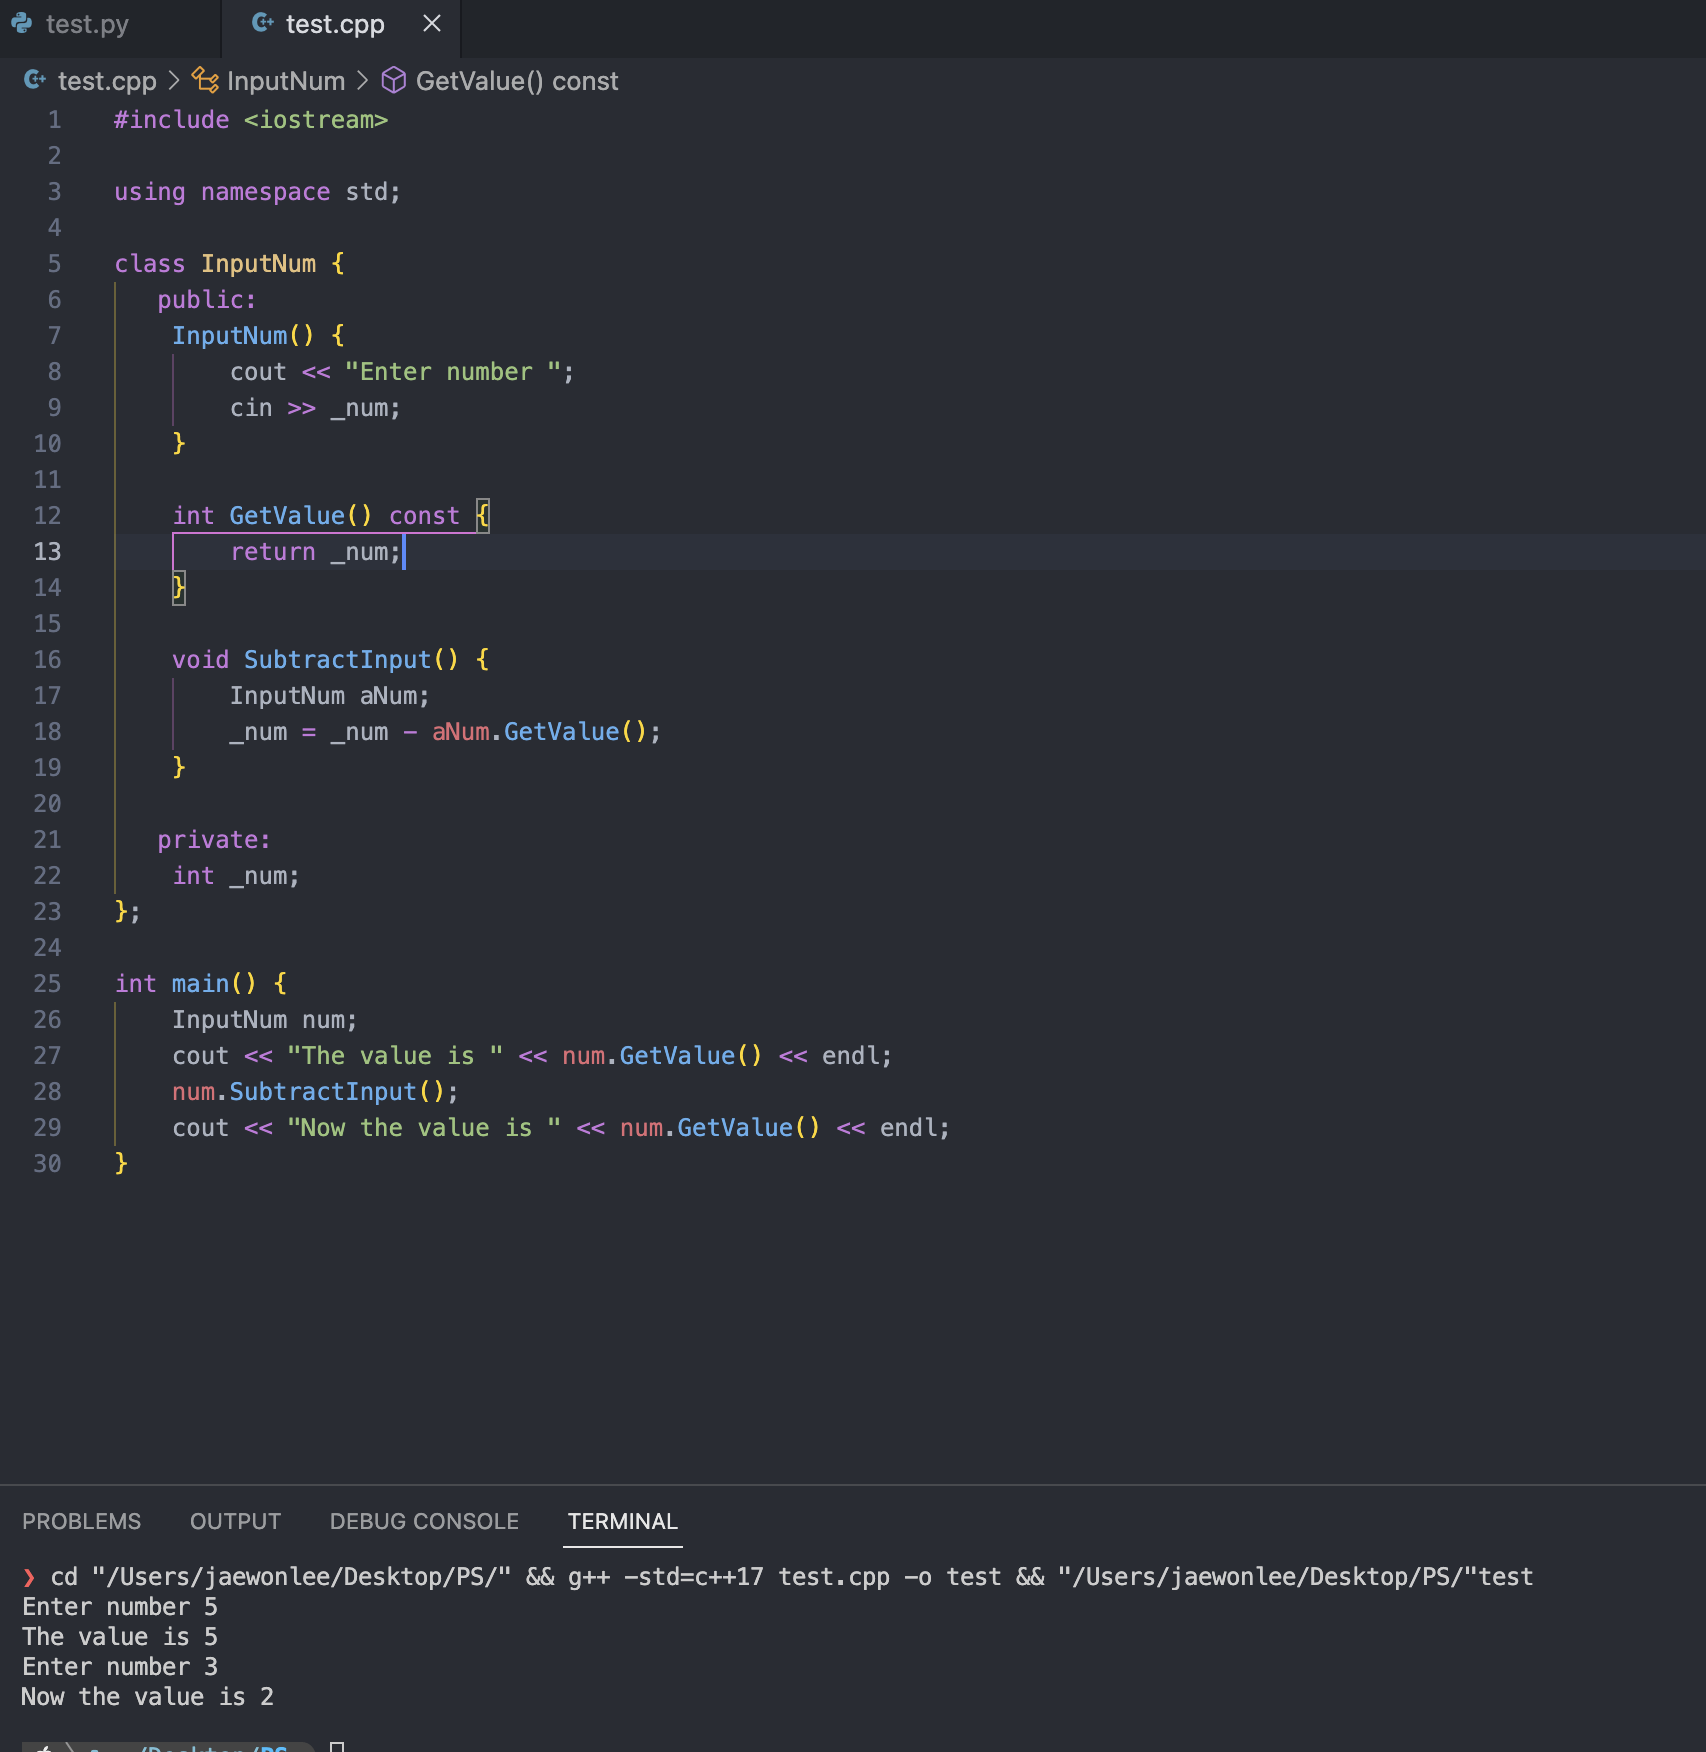 test.py
test.cpp
test.cpp > InputNum > GetValue() const
1 #include <iostream>
2
3 using namespace std;
4
5 class InputNum {
6 public:
7 InputNum() {
8 cout << "Enter number ";
9 cin >> _num;
10 }
11
12 int GetValue() const {
13 return _num;
14 }
15
16 void SubtractInput() {
17 InputNum aNum;
18 _num = _num - aNum.GetValue();
19 }
20
21 private:
22 int _num;
23 };
24
25 int main() {
26 InputNum num;
27 cout << "The value is " << num.GetValue() << endl;
28 num.SubtractInput();
29 cout << "Now the value is " << num.GetValue() << endl;
30 }
PROBLEMS OUTPUT DEBUG CONSOLE TERMINAL
❯ cd "/Users/jaewonlee/Desktop/PS/" && g++ -std=c++17 test.cpp -o test && "/Users/jaewonlee/Desktop/PS/"test
Enter number 5
The value is 5
Enter number 3
Now the value is 2
/Desktop/PS